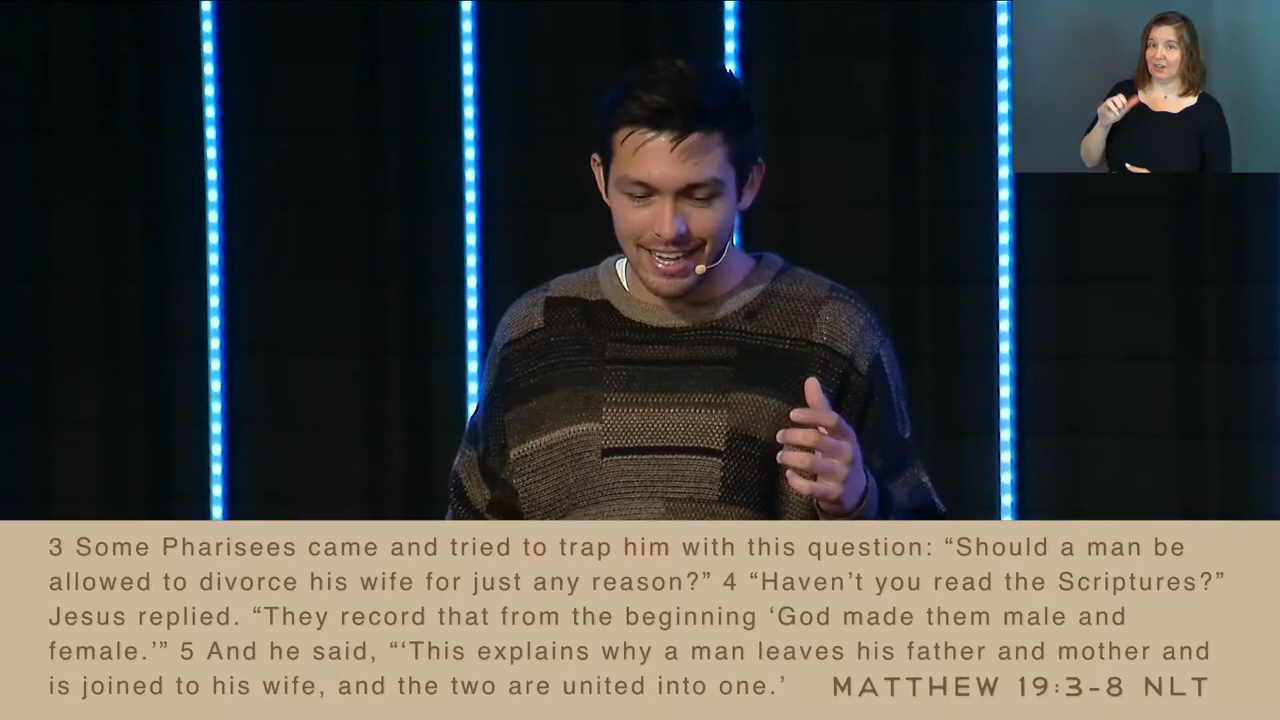 3 Some Pharisees came and tried to trap him with this question: “Should a man be
allowed to divorce his wife for just any reason?” 4 “Haven’t you read the Scriptures?”
Jesus replied. “They record that from the beginning ‘God made them male and
female.’” 5 And he said, “‘This explains why a man leaves his father and mother and
is joined to his wife, and the two are united into one.’ MATTHEW 19:3-8 NLT